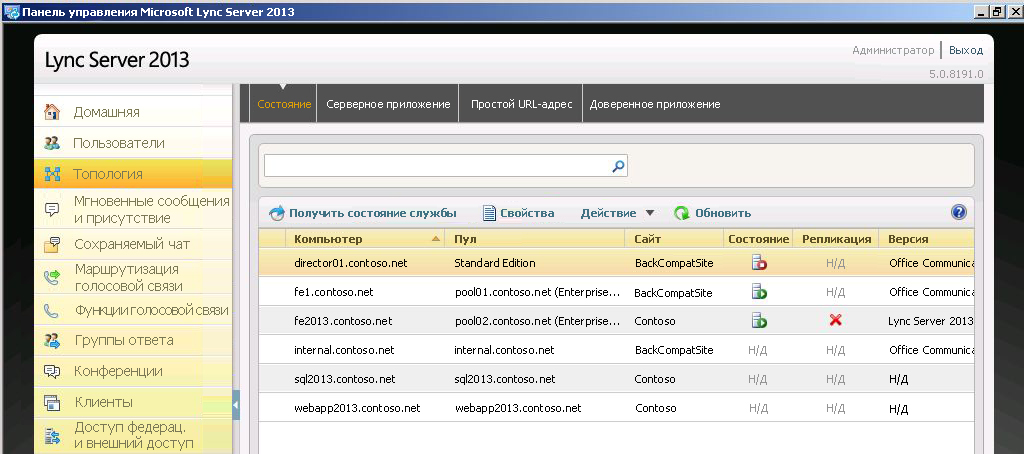 Панель управления Microsoft Lync Server 2013
Lync Server 2013
Администратор | Выход
5.0.8191.0
Домашняя
Пользователи
Топология
Мгновенные сообщения
и присутствие
Сохраняемый чат
Маршрутизация
голосовой связи
Функции голосовой связи
Группы ответа
Конференции
Клиенты
Доступ федерац.
и внешний доступ
Состояние Серверное приложение Простой URL-адрес Доверенное приложение
Получить состояние службы Свойства Действие Обновить
Компьютер Пул Сайт Состояние Репликация Версия
director01.contoso.net Standard Edition BackCompatSite Н/Д Office Communica
fe1.contoso.net pool01.contoso.net (Enterprise... BackCompatSite Н/Д Office Communica
fe2013.contoso.net pool02.contoso.net (Enterprise... Contoso Lync Server 2013
internal.contoso.net internal.contoso.net BackCompatSite Н/Д Н/Д Office Communica
sql2013.contoso.net sql2013.contoso.net Contoso Н/Д Н/Д Н/Д
webapp2013.contoso.net webapp2013.contoso.net Contoso Н/Д Н/Д Н/Д